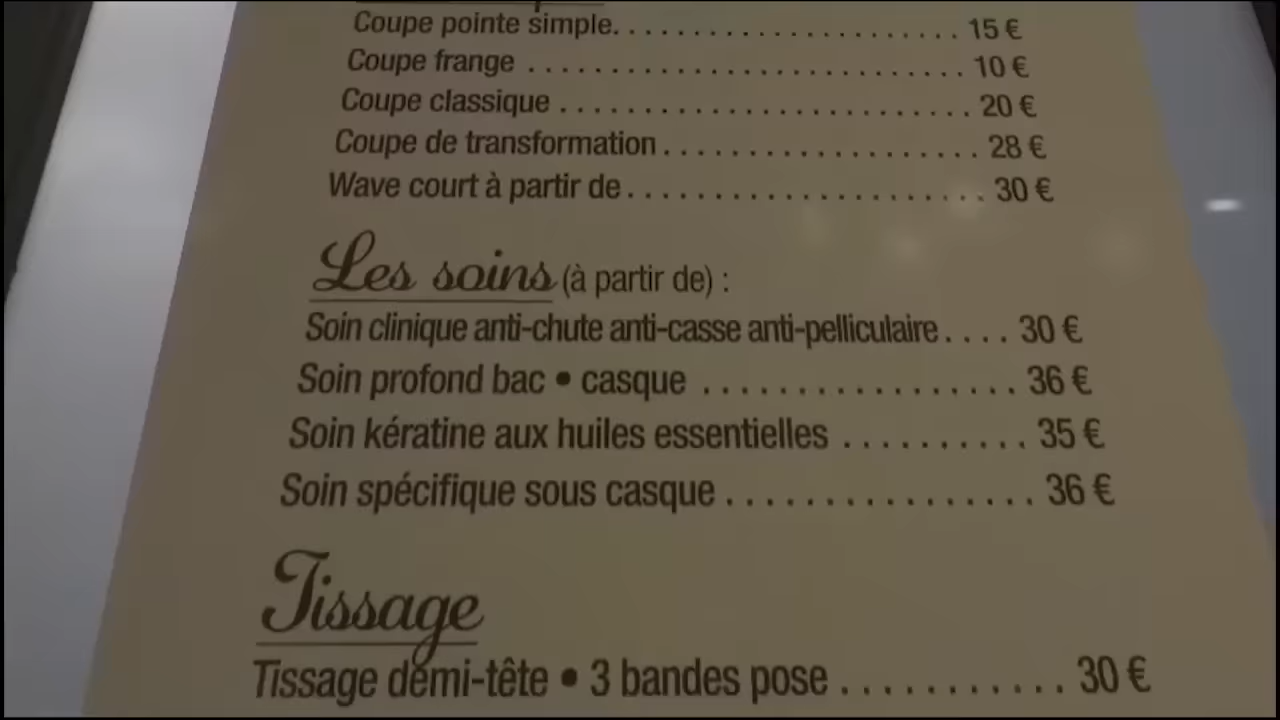 Coupe pointe simple. . . . . . . . . . . . . . . . . . . . . . 15 €
Coupe frange . . . . . . . . . . . . . . . . . . . . . . . . . . . 10 €
Coupe classique . . . . . . . . . . . . . . . . . . . . . . . . . 20 €
Coupe de transformation . . . . . . . . . . . . . . . . . . . 28 €
Wave court à partir de . . . . . . . . . . . . . . . . . . . . . . 30 €
Les soins (à partir de) :
Soin clinique anti-chute anti-casse anti-pelliculaire . . . . 30 €
Soin profond bac • casque . . . . . . . . . . . . . . . . . 36 €
Soin kératine aux huiles essentielles . . . . . . . . . . 35 €
Soin spécifique sous casque . . . . . . . . . . . . . . . . 36 €
Tissage
Tissage demi-tête • 3 bandes pose . . . . . . . . . . . 30 €